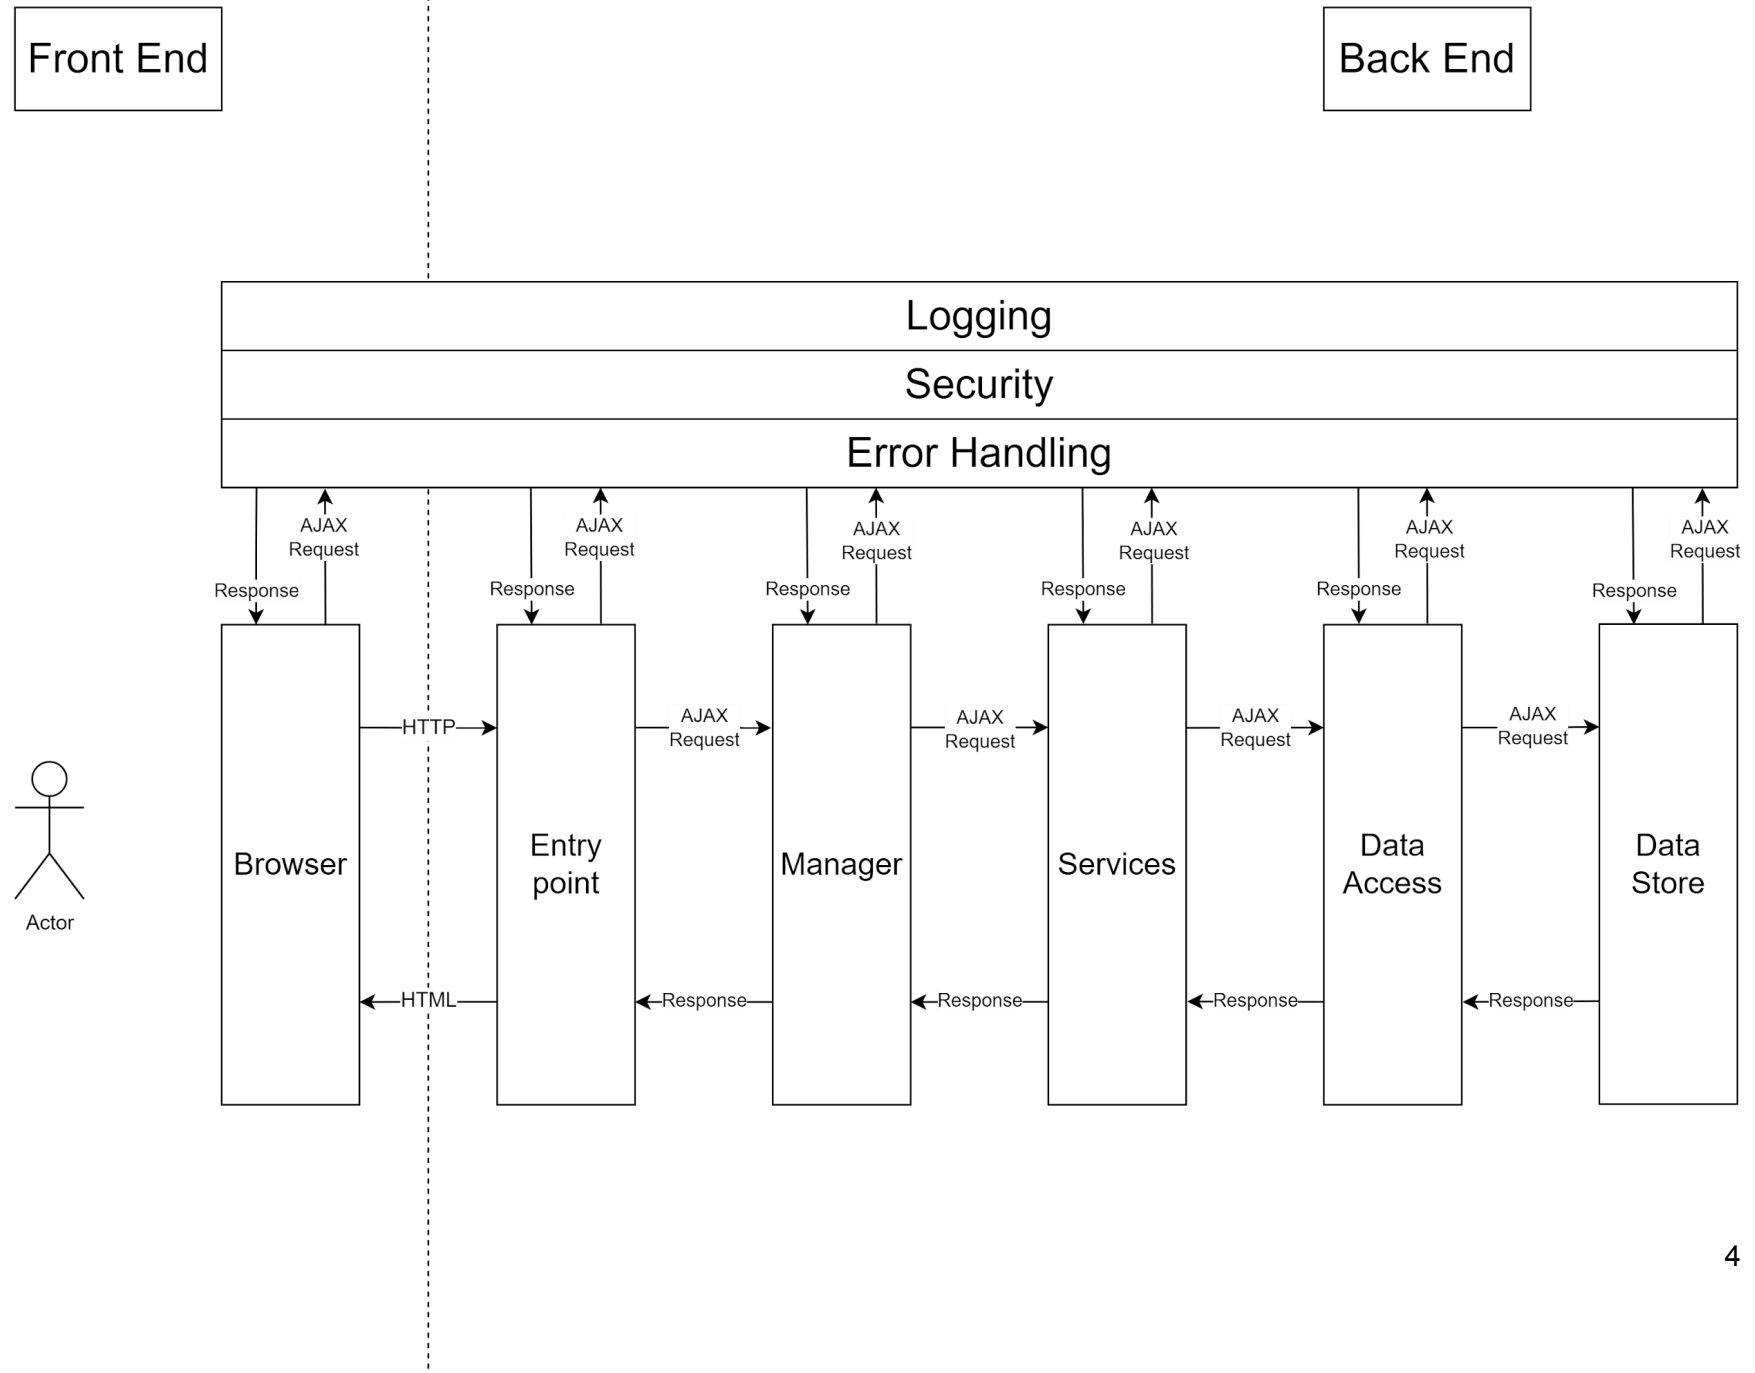 Front End
Back End
Logging
Security
Error Handling
Response
AJAX
Request
Response
AJAX
Request
Response
AJAX
Request
Response
AJAX
Request
Response
AJAX
Request
Response
AJAX
Request
HTTP
AJAX
Request
AJAX
Request
AJAX
Request
AJAX
Request
Actor
Browser
Entry
point
Manager
Services
Data
Access
Data
Store
HTML
Response
Response
Response
Response
4